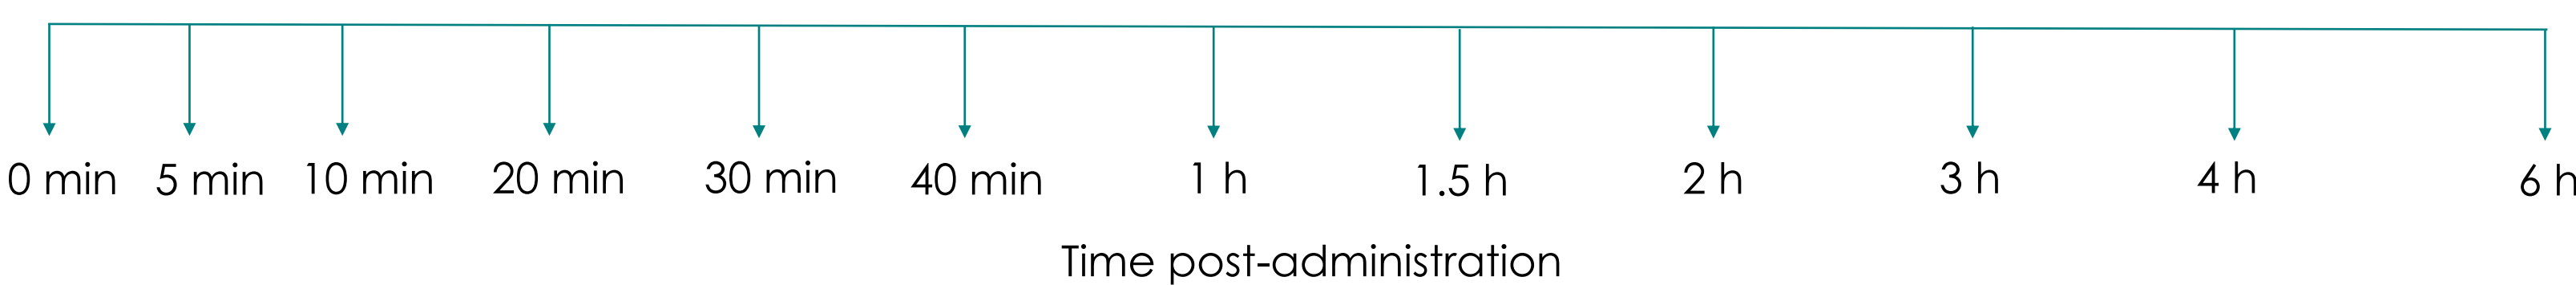 0 min 5 min 10 min 20 min 30 min 40 min 1 h 1.5 h 2 h 3 h 4 h 6 h
Time post-administration